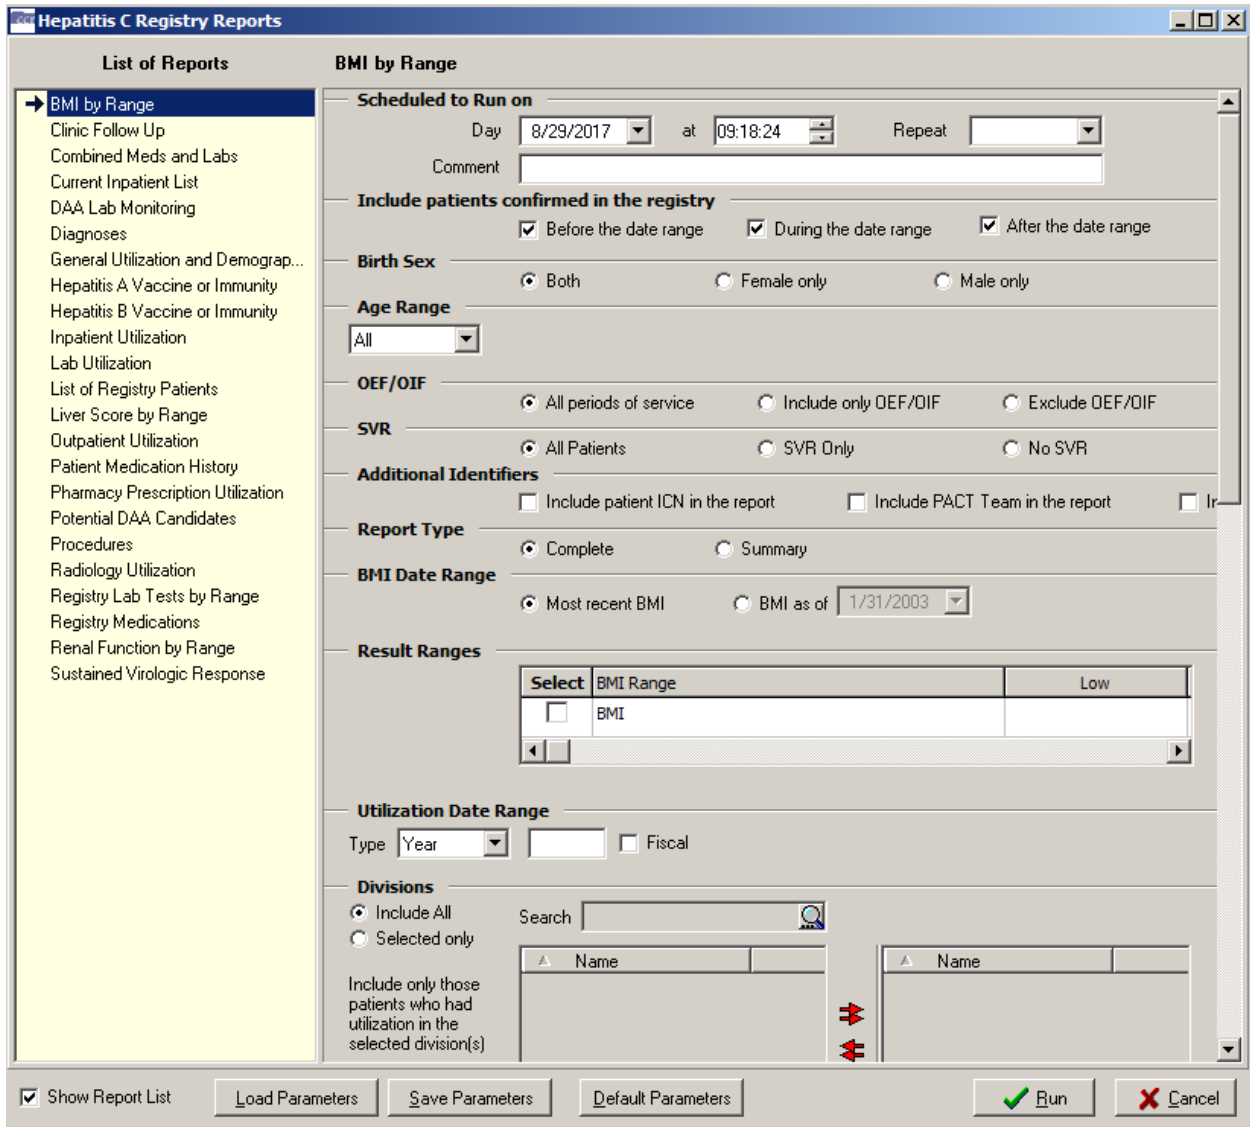 CCR Hepatitis C Registry Reports
List of Reports
BMI by Range
BMI by Range
Clinic Follow Up
Combined Meds and Labs
Current Inpatient List
DAA Lab Monitoring
Diagnoses
General Utilization and Demograp...
Hepatitis A Vaccine or Immunity
Hepatitis B Vaccine or Immunity
Inpatient Utilization
Lab Utilization
List of Registry Patients
Liver Score by Range
Outpatient Utilization
Patient Medication History
Pharmacy Prescription Utilization
Potential DAA Candidates
Procedures
Radiology Utilization
Registry Lab Tests by Range
Registry Medications
Renal Function by Range
Sustained Virologic Response
Scheduled to Run on
Day 8/29/2017 at 09:18:24 Repeat
Comment
Include patients confirmed in the registry
Before the date range During the date range After the date range
Birth Sex
Both Female only Male only
Age Range
All
OEF/OIF
All periods of service Include only OEF/OIF Exclude OEF/OIF
SVR
All Patients SVR Only No SVR
Additional Identifiers
Include patient ICN in the report Include PACT Team in the report
Report Type
Complete Summary
BMI Date Range
Most recent BMI BMI as of 1/31/2003
Result Ranges
Select BMI Range Low
BMI
Utilization Date Range
Type Year Fiscal
Divisions
Include All Search
Selected only
Name Name
Include only those
patients who had
utilization in the
selected division(s)
Show Report List Load Parameters Save Parameters Default Parameters Run Cancel